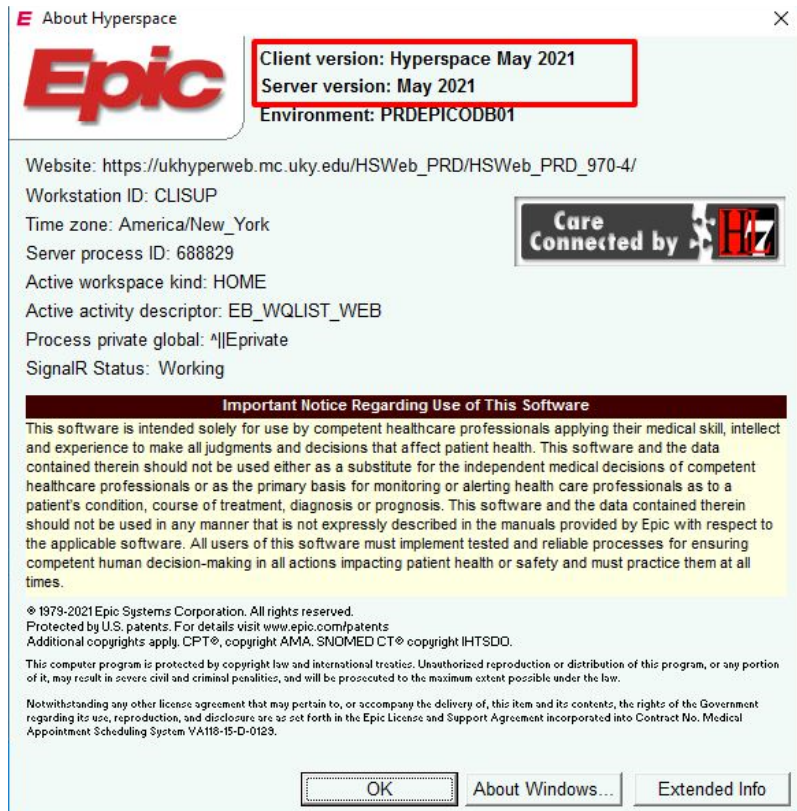 E About Hyperspace
Epic
Client version: Hyperspace May 2021
Server version: May 2021
Environment: PRDEPICODB01
Website: https://ukhyperweb.mc.uky.edu/HSWeb_PRD/HSWeb_PRD_970-4/
Workstation ID: CLISUP
Time zone: America/New_York
Care
Connected by HL7
Server process ID: 688829
Active workspace kind: HOME
Active activity descriptor: EB_WQLIST_WEB
Process private global: ^||Eprivate
SignalR Status: Working
Important Notice Regarding Use of This Software
This software is intended solely for use by competent healthcare professionals applying their medical skill, intellect
and experience to make all judgments and decisions that affect patient health. This software and the data
contained therein should not be used either as a substitute for the independent medical decisions of competent
healthcare professionals or as the primary basis for monitoring or alerting health care professionals as to a
patient's condition, course of treatment, diagnosis or prognosis. This software and the data contained therein
should not be used in any manner that is not expressly described in the manuals provided by Epic with respect to
the applicable software. All users of this software must implement tested and reliable processes for ensuring
competent human decision-making in all actions impacting patient health or safety and must practice them at all
times.
® 1979-2021 Epic Systems Corporation. All rights reserved.
Protected by U.S. patents. For details visit www.epic.com/patents
Additional copyrights apply. CPT®, copyright AMA. SNOMED CT® copyright IHTSDO.
This computer program is protected by copyright law and international treaties. Unauthorized reproduction or distribution of this program, or any portion
of it, may result in severe civil and criminal penalities, and will be prosecuted to the maximum extent possible under the law.
Notwithstanding any other license agreement that may pertain to, or accompany the delivery of, this item and its contents, the rights of the Government
regarding its use, reproduction, and disclosure are as set forth in the Epic License and Support Agreement incorporated into Contract No. Medical
Appointment Scheduling System VA118-15-D-0129.
OK About Windows... Extended Info